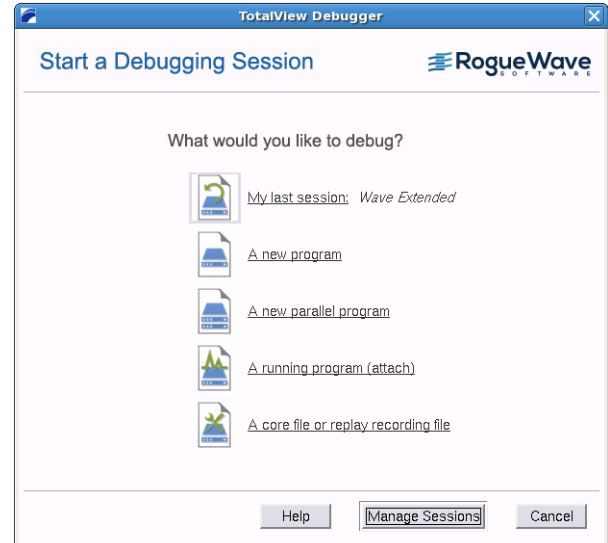 TotalView Debugger
Start a Debugging Session
RogueWave
SOFTWARE
What would you like to debug?
My last session: Wave Extended
A new program
A new parallel program
A running program (attach)
A core file or replay recording file
Help
Manage Sessions
Cancel